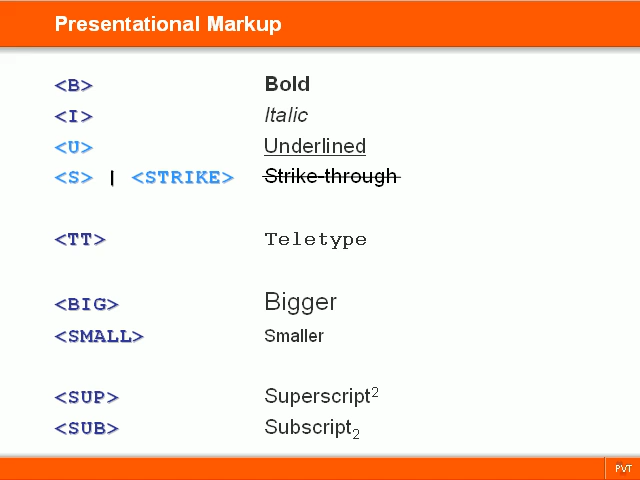 Presentational Markup
<B> Bold
<I> Italic
<U> Underlined
<S> | <STRIKE> Strike-through
<TT> Teletype
<BIG> Bigger
<SMALL> Smaller
<SUP> Superscript2
<SUB> Subscript2
PVT